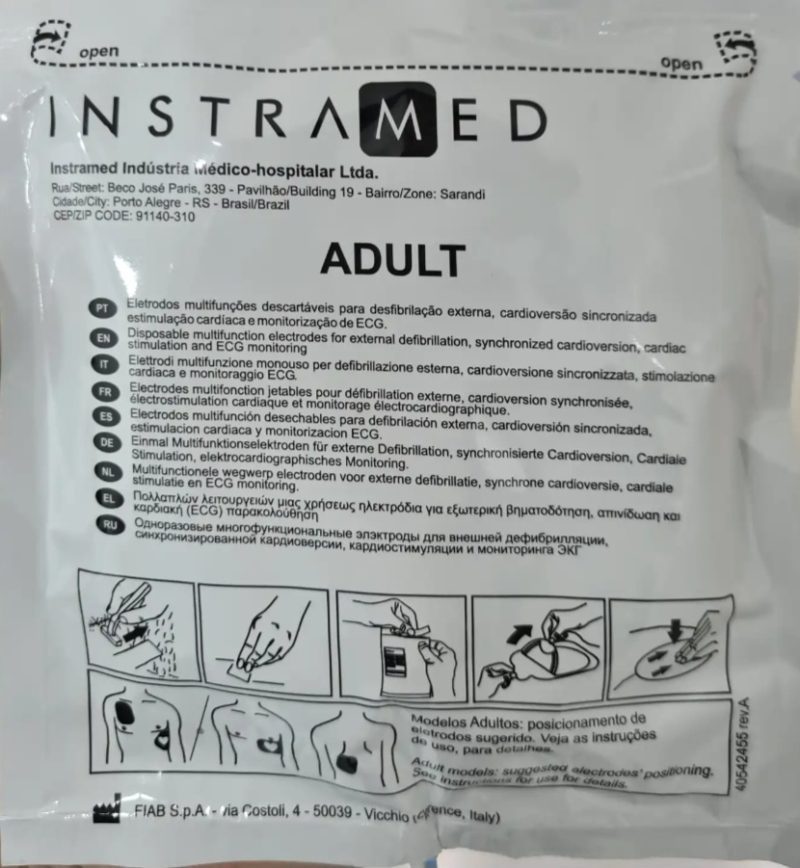 open
open
INSTRAMED
Instramed Indústria Médico-hospitalar Ltda.
Rua/Street: Beco José Paris, 339 - Pavilhão/Building 19 - Bairro/Zone: Sarandi
Cidade/City: Porto Alegre - RS - Brasil/Brazil
CEP/ZIP CODE: 91140-310
ADULT
PT Eletrodos multifunções descartáveis para desfibrilação externa, cardioversão sincronizada
estimulação cardíaca e monitorização de ECG.
EN Disposable multifunction electrodes for external defibrillation, synchronized cardioversion, cardiac
stimulation and ECG monitoring
IT Elettrodi multifunzione monouso per defibrillazione esterna, cardioversione sincronizzata, stimolazione
cardiaca e monitoraggio ECG.
FR Electrodes multifonction jetables pour défibrillation externe, cardioversion synchronisée,
électrostimulation cardiaque et monitorage électrocardiographique.
ES Electrodos multifunción desechables para defibrilación externa, cardioversión sincronizada,
estimulacion cardiaca y monitorizacion ECG.
DE Einmal Multifunktionselektroden für externe Defibrillation, synchronisierte Cardioversion, Cardiale
Stimulation, elektrocardiographisches Monitoring.
NL Multifunctionele wegwerp electroden voor externe defibrillatie, synchrone cardioversie, cardiale
stimulatie en ECG monitoring.
EL Πολλαπλών λειτουργειών μιας χρήσεως ηλεκτρόδια για εξωτερική βηματοδότηση, απινίδωση και
καρδιακή (ECG) παρακολούθηση
RU Одноразовые многофункциональные элэктроды для внешней дефибрилляции,
синхронизированной кардиоверсии, кардиостимуляции и мониторинга ЭКГ
Modelos Adultos: posicionamento de
eletrodos sugerido. Veja as instruções
de uso, para detalhes.
Adult models: suggested electrodes' positioning.
See instructions for use for details.
40542455 rev.A
FIAB S.p.A. - via Costoli, 4 - 50039 - Vicchio ence, Italy)